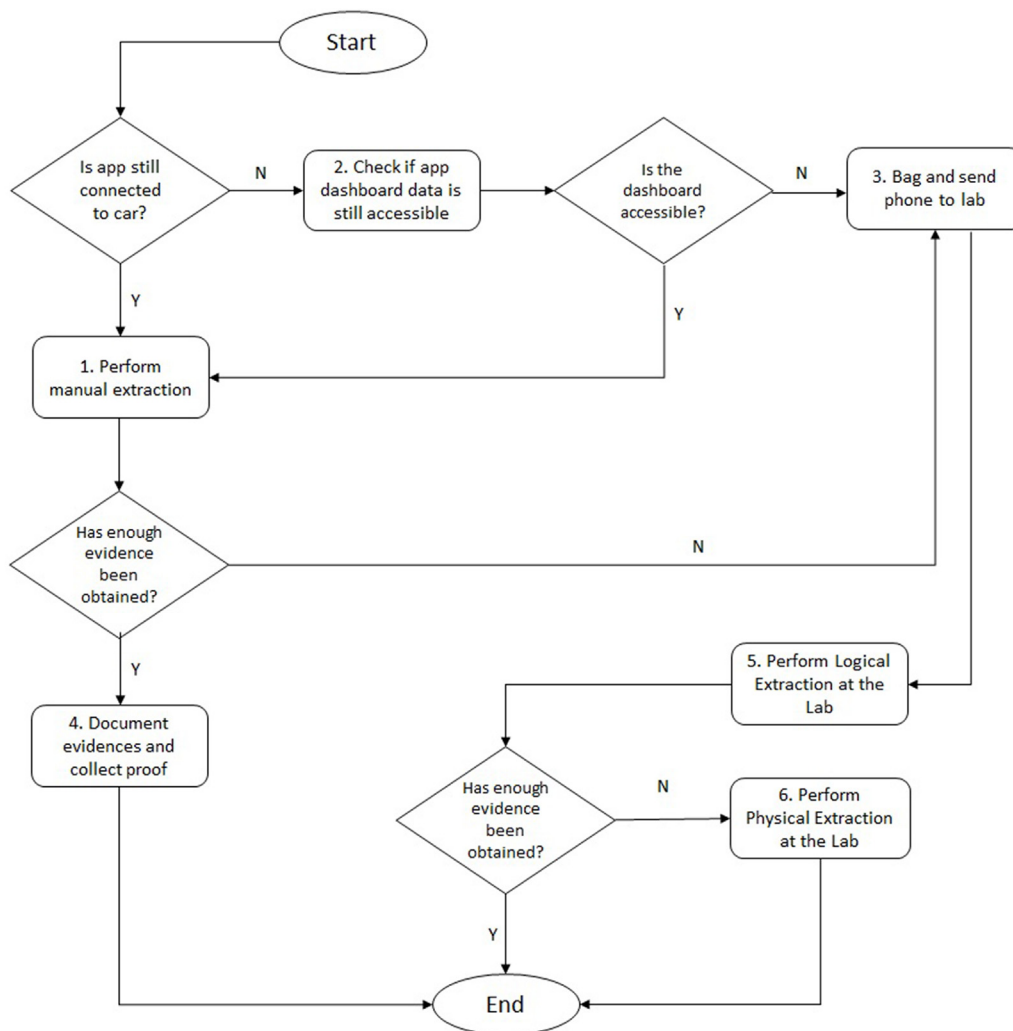 Start
Is app still
connected
to car?
N
2. Check if app
dashboard data is
still accessible
Is the
dashboard
accessible?
N
3. Bag and send
phone to lab
Y
Y
1. Perform
manual extraction
Has enough
evidence
been
obtained?
N
Y
5. Perform Logical
Extraction at the
Lab
4. Document
evidences and
collect proof
Has enough
evidence
been
obtained?
N
6. Perform
Physical Extraction
at the Lab
Y
End